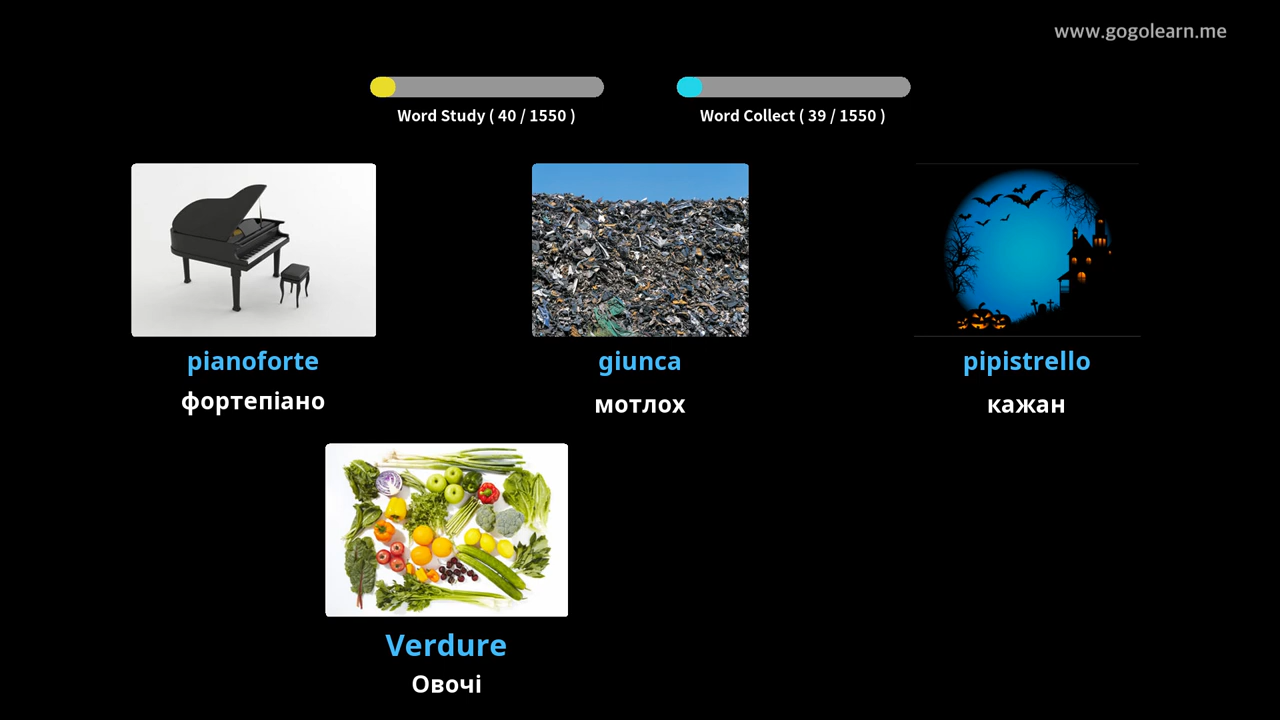 www.gogolearn.me
Word Study ( 40 / 1550 )
Word Collect ( 39 / 1550 )
pianoforte
giunca
pipistrello
фортепіано
мотлох
кажан
Verdure
Овочі